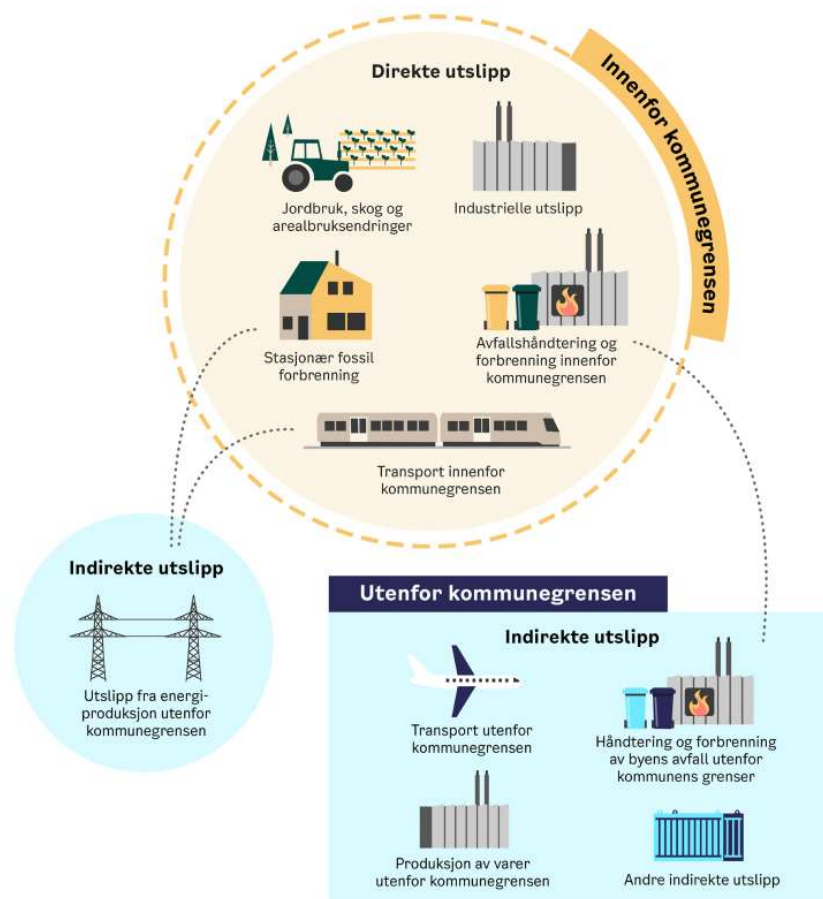 Innenfor kommunegrensen
Direkte utslipp
Jordbruk, skog og
arealbruksendringer
Industrielle utslipp
Stasjonær fossil
forbrenning
Avfallshåndtering og
forbrenning innenfor
kommunegrensen
Transport innenfor
kommunegrensen
Indirekte utslipp
Utslipp fra energi-
produksjon utenfor
kommunegrensen
Utenfor kommunegrensen
Indirekte utslipp
Transport utenfor
kommunegrensen
Håndtering og forbrenning
av byens avfall utenfor
kommunens grenser
Produksjon av varer
utenfor kommunegrensen
Andre indirekte utslipp